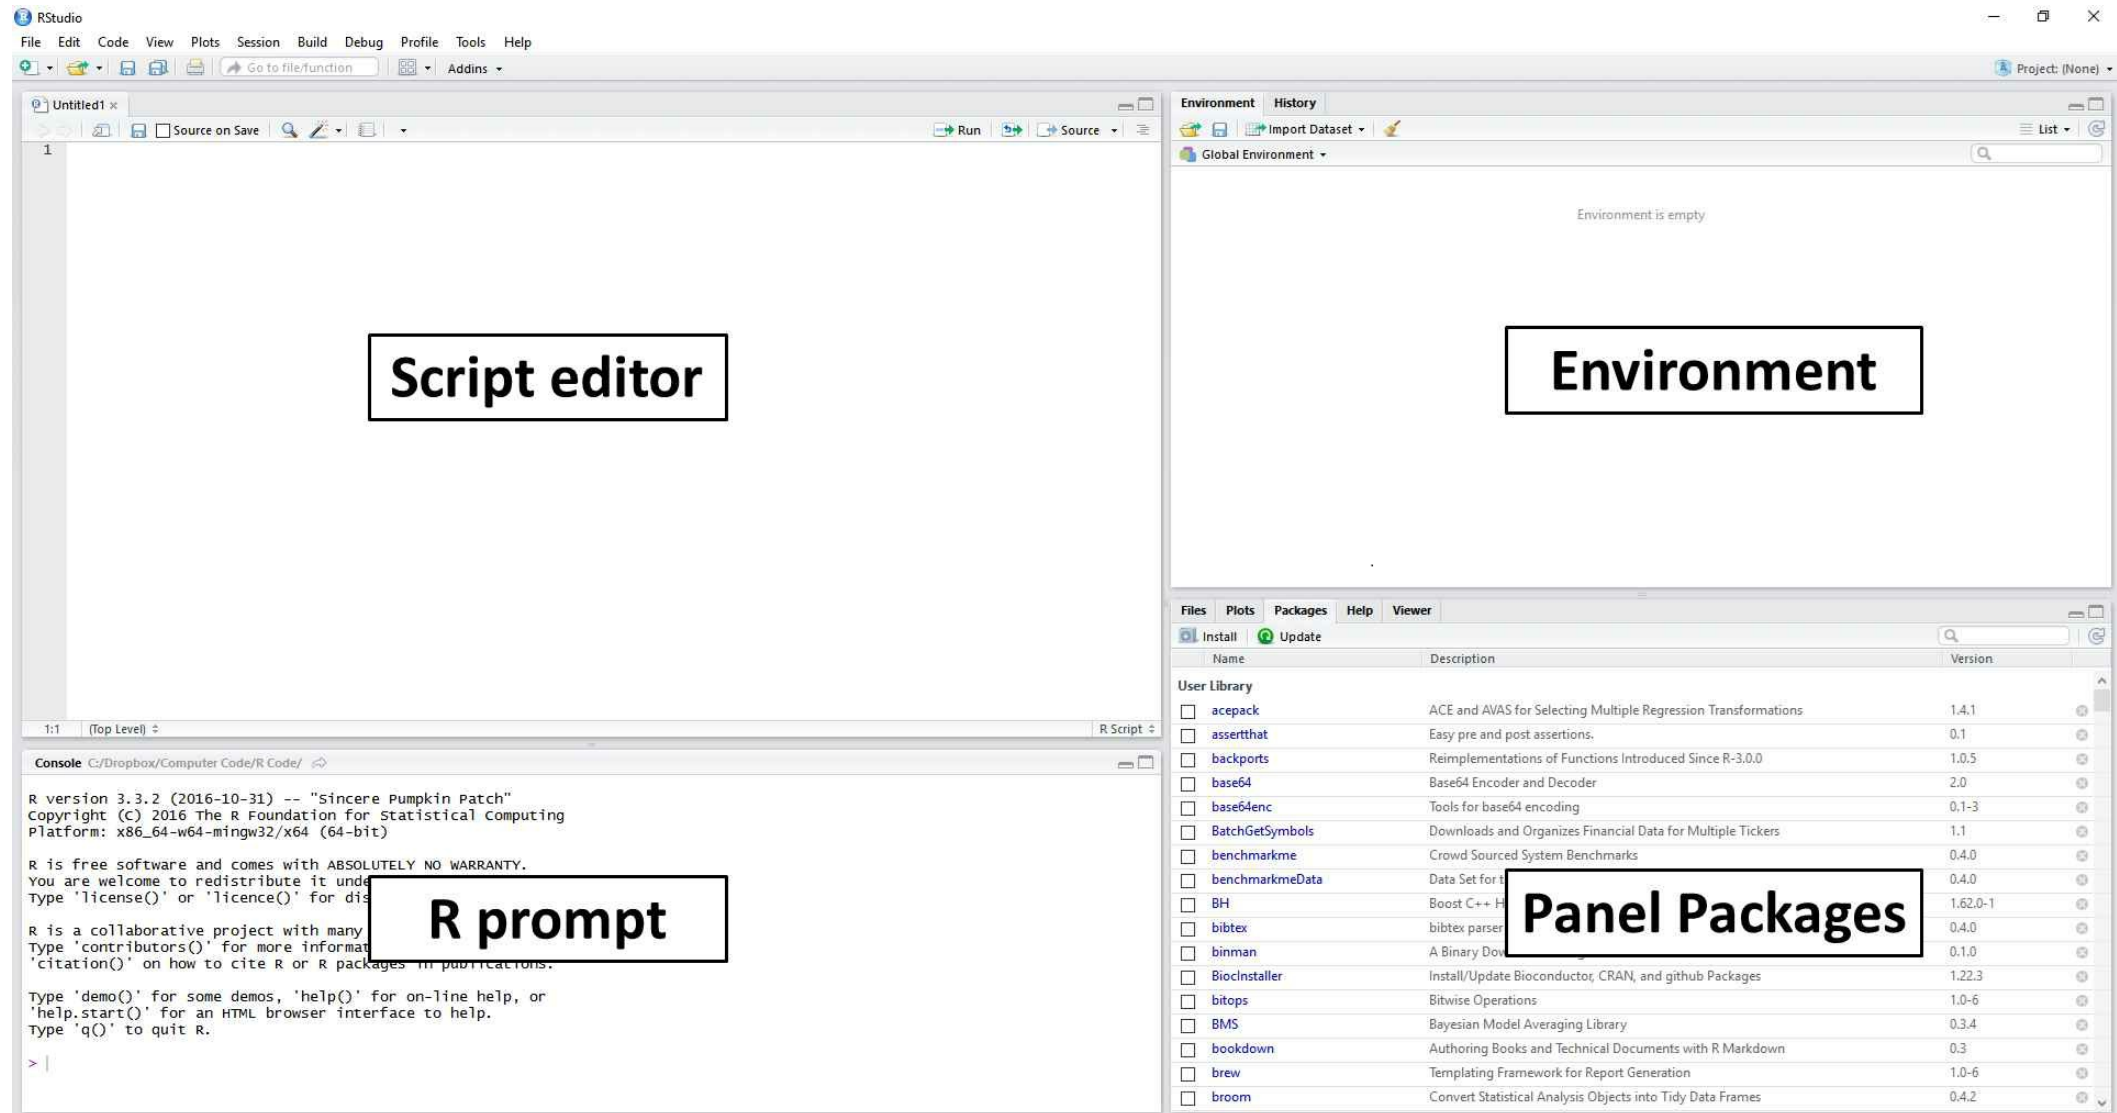 RStudio
File Edit Code View Plots Session Build Debug Profile Tools Help
Go to file/function Addins Project: (None)
Untitled1
Source on Save Run Source
1
Script editor
1:1 (Top Level) R Script
Console C:/Dropbox/Computer Code/R Code/
R version 3.3.2 (2016-10-31) -- "Sincere Pumpkin Patch"
Copyright (C) 2016 The R Foundation for Statistical Computing
Platform: x86_64-w64-mingw32/x64 (64-bit)
R is free software and comes with ABSOLUTELY NO WARRANTY.
You are welcome to redistribute it unde
Type 'license()' or 'licence()' for dis
R is a collaborative project with many
Type 'contributors()' for more informat
'citation()' on how to cite R or R packages in publications.
Type 'demo()' for some demos, 'help()' for on-line help, or
'help.start()' for an HTML browser interface to help.
Type 'q()' to quit R.
>
R prompt
Environment History
Import Dataset List
Global Environment
Environment is empty
Environment
Files Plots Packages Help Viewer
Install Update
Name Description Version
User Library
acepack ACE and AVAS for Selecting Multiple Regression Transformations 1.4.1
assertthat Easy pre and post assertions. 0.1
backports Reimplementations of Functions Introduced Since R-3.0.0 1.0.5
base64 Base64 Encoder and Decoder 2.0
base64enc Tools for base64 encoding 0.1-3
BatchGetSymbols Downloads and Organizes Financial Data for Multiple Tickers 1.1
benchmarkme Crowd Sourced System Benchmarks 0.4.0
benchmarkmeData Data Set for t 0.4.0
BH Boost C++ H 1.62.0-1
bibtex bibtex parser 0.4.0
binman A Binary Dow 0.1.0
BiocInstaller Install/Update Bioconductor, CRAN, and github Packages 1.22.3
bitops Bitwise Operations 1.0-6
BMS Bayesian Model Averaging Library 0.3.4
bookdown Authoring Books and Technical Documents with R Markdown 0.3
brew Templating Framework for Report Generation 1.0-6
broom Convert Statistical Analysis Objects into Tidy Data Frames 0.4.2
Panel Packages